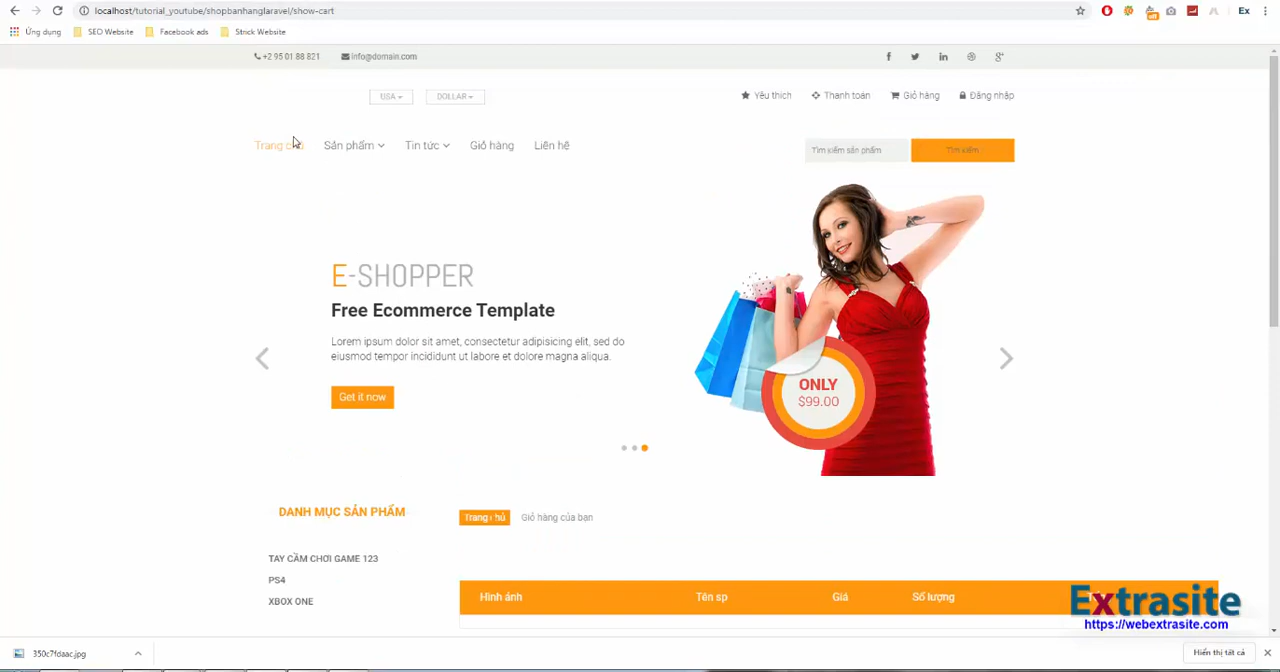 localhost/tutorial_youtube/shopbanhanglaravel/show-cart
Ex
Ứng dụng SEO Website Facebook ads Strick Website
+2 95 01 88 821 info@domain.com
USA DOLLAR
Yêu thích Thanh toán Giỏ hàng Đăng nhập
Trang chủ Sản phẩm Tin tức Giỏ hàng Liên hệ
Tìm kiếm sản phẩm Tìm kiếm
E-SHOPPER
Free Ecommerce Template
Lorem ipsum dolor sit amet, consectetur adipisicing elit, sed do
eiusmod tempor incididunt ut labore et dolore magna aliqua.
Get it now
ONLY
$99.00
DANH MỤC SẢN PHẨM
Trang chủ Giỏ hàng của bạn
TAY CẦM CHƠI GAME 123
PS4
XBOX ONE
Hình ảnh Tên sp Giá Số lượng
Extrasite
https://webextrasite.com
350c7fdaac.jpg
Hiển thị tất cả